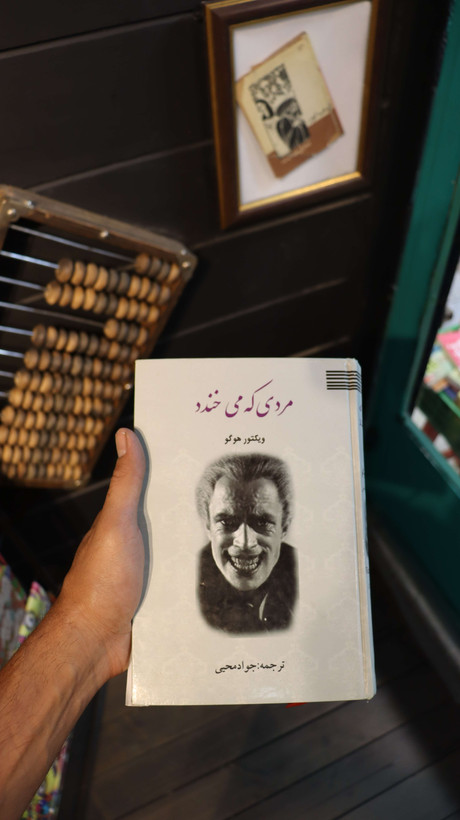 مردی که می خندد
ویکتور هوگو
ترجمه:جواد محیی